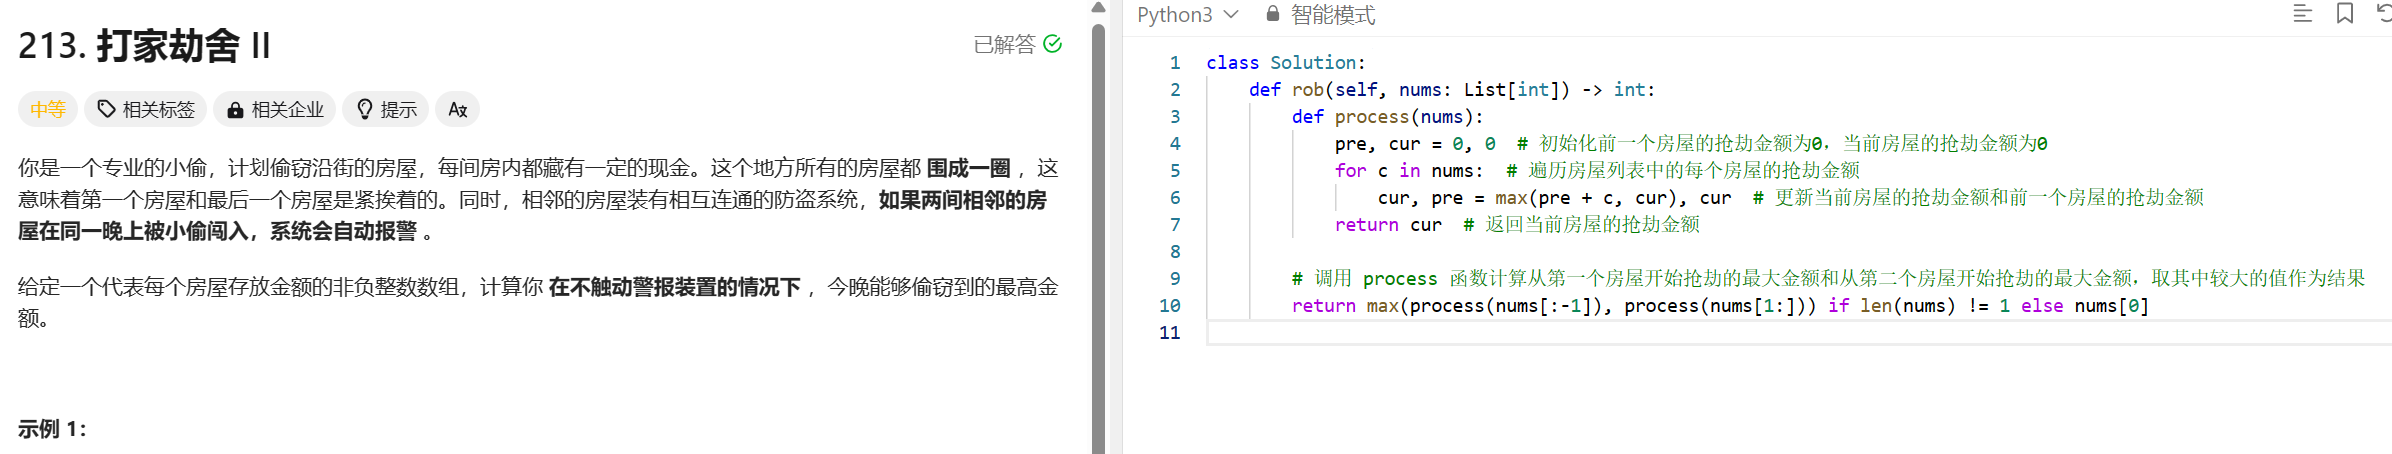 213. 打家劫舍 II
已解答
中等
相关标签
相关企业
提示
你是一个专业的小偷，计划偷窃沿街的房屋，每间房内都藏有一定的现金。这个地方所有的房屋都 围成一圈 ，这
意味着第一个房屋和最后一个房屋是紧挨着的。同时，相邻的房屋装有相互连通的防盗系统，如果两间相邻的房
屋在同一晚上被小偷闯入，系统会自动报警 。
给定一个代表每个房屋存放金额的非负整数数组，计算你 在不触动警报装置的情况下 ，今晚能够偷窃到的最高金
额。
示例 1：
Python3
智能模式
1 class Solution:
2     def rob(self, nums: List[int]) -> int:
3         def process(nums):
4             pre, cur = 0, 0  # 初始化前一个房屋的抢劫金额为0，当前房屋的抢劫金额为0
5             for c in nums:  # 遍历房屋列表中的每个房屋的抢劫金额
6                 cur, pre = max(pre + c, cur), cur  # 更新当前房屋的抢劫金额和前一个房屋的抢劫金额
7             return cur  # 返回当前房屋的抢劫金额
8
9         # 调用 process 函数计算从第一个房屋开始抢劫的最大金额和从第二个房屋开始抢劫的最大金额，取其中较大的值作为结果
10         return max(process(nums[:-1]), process(nums[1:])) if len(nums) != 1 else nums[0]
11